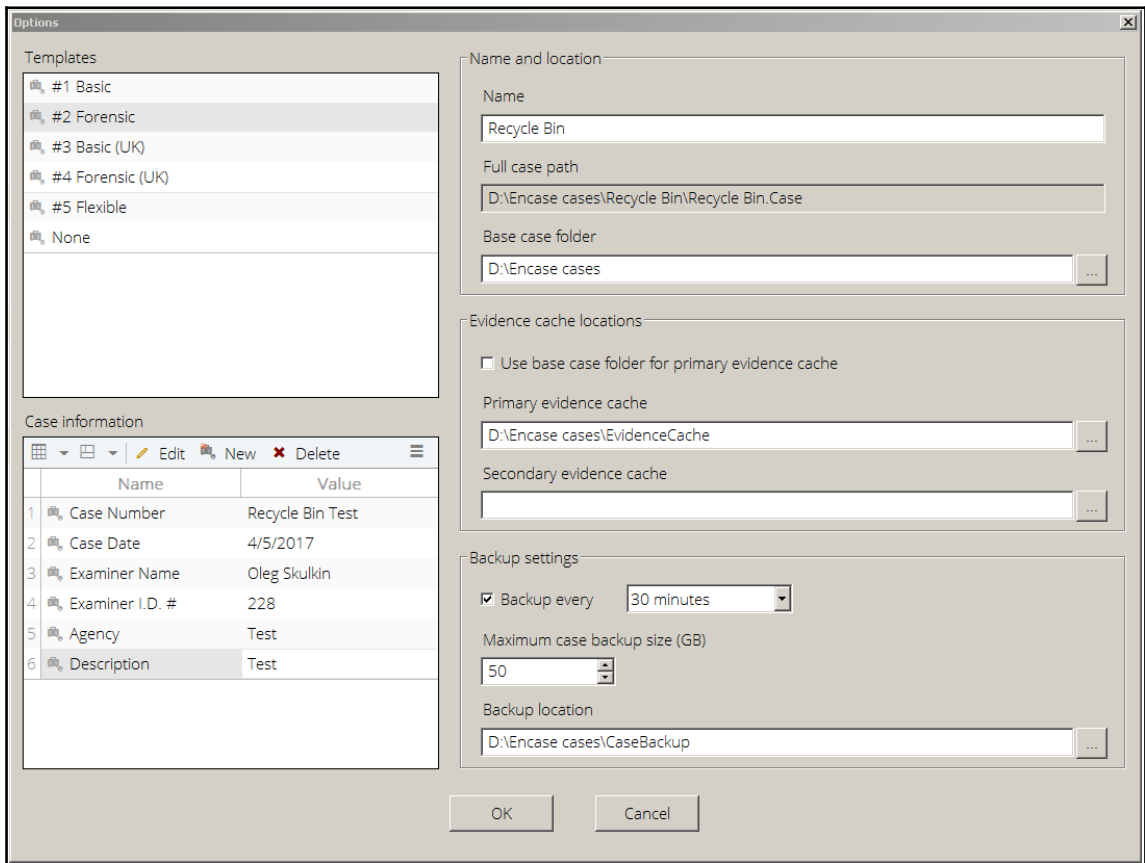 Options
Templates
#1 Basic
#2 Forensic
#3 Basic (UK)
#4 Forensic (UK)
#5 Flexible
None
Case information
Edit New Delete
Name Value
1 Case Number Recycle Bin Test
2 Case Date 4/5/2017
3 Examiner Name Oleg Skulkin
4 Examiner I.D. # 228
5 Agency Test
6 Description Test
Name and location
Name
Recycle Bin
Full case path
D:\Encase cases\Recycle Bin\Recycle Bin.Case
Base case folder
D:\Encase cases ...
Evidence cache locations
Use base case folder for primary evidence cache
Primary evidence cache
D:\Encase cases\EvidenceCache ...
Secondary evidence cache
...
Backup settings
Backup every 30 minutes
Maximum case backup size (GB)
50
Backup location
D:\Encase cases\CaseBackup ...
OK Cancel